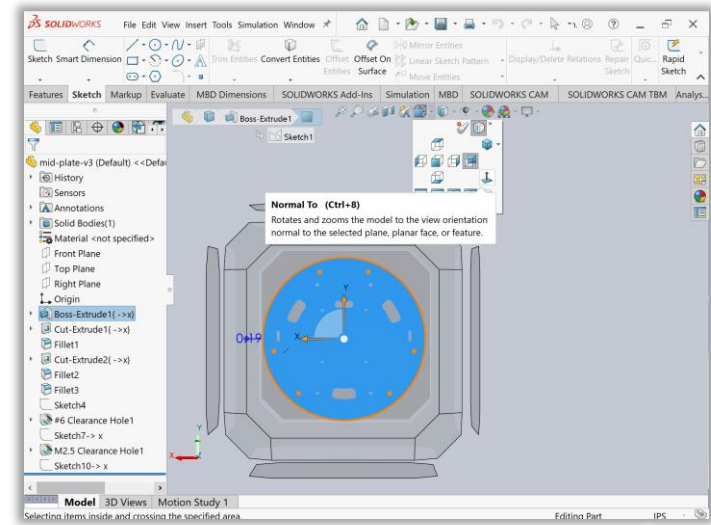 SOLIDWORKS File Edit View Insert Tools Simulation Window
Sketch Smart Dimension Trim Entities Convert Entities Offset Entities Offset On Surface Mirror Entities Linear Sketch Pattern Move Entities Display/Delete Relations Repair Sketch Quic... Rapid Sketch
Features Sketch Markup Evaluate MBD Dimensions SOLIDWORKS Add-Ins Simulation MBD SOLIDWORKS CAM SOLIDWORKS CAM TBM Analys...
Boss-Extrude1
Sketch1
mid-plate-v3 (Default) <<Defau
History
Sensors
Annotations
Solid Bodies(1)
Material <not specified>
Front Plane
Top Plane
Right Plane
Origin
Boss-Extrude1{ ->x}
Cut-Extrude1{ ->x}
Fillet1
Cut-Extrude2{ ->x}
Fillet2
Fillet3
Sketch4
#6 Clearance Hole1
Sketch7-> x
M2.5 Clearance Hole1
Sketch10-> x
Normal To (Ctrl+8)
Rotates and zooms the model to the view orientation
normal to the selected plane, planar face, or feature.
Y
X
Y
X
Model 3D Views Motion Study 1
Selecting items inside and crossing the specified area. Editing Part IPS